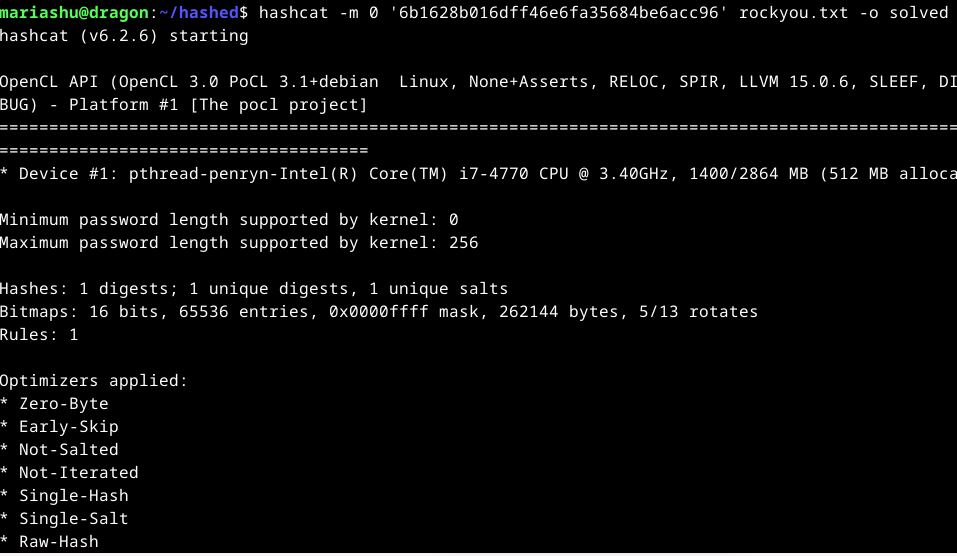 mariashu@dragon:~/hashed$ hashcat -m 0 '6b1628b016dff46e6fa35684be6acc96' rockyou.txt -o solved
hashcat (v6.2.6) starting
OpenCL API (OpenCL 3.0 PoCL 3.1+debian  Linux, None+Asserts, RELOC, SPIR, LLVM 15.0.6, SLEEF, DI
BUG) - Platform #1 [The pocl project]
================================================================================================
=====================================
* Device #1: pthread-penryn-Intel(R) Core(TM) i7-4770 CPU @ 3.40GHz, 1400/2864 MB (512 MB alloca
Minimum password length supported by kernel: 0
Maximum password length supported by kernel: 256
Hashes: 1 digests; 1 unique digests, 1 unique salts
Bitmaps: 16 bits, 65536 entries, 0x0000ffff mask, 262144 bytes, 5/13 rotates
Rules: 1
Optimizers applied:
* Zero-Byte
* Early-Skip
* Not-Salted
* Not-Iterated
* Single-Hash
* Single-Salt
* Raw-Hash